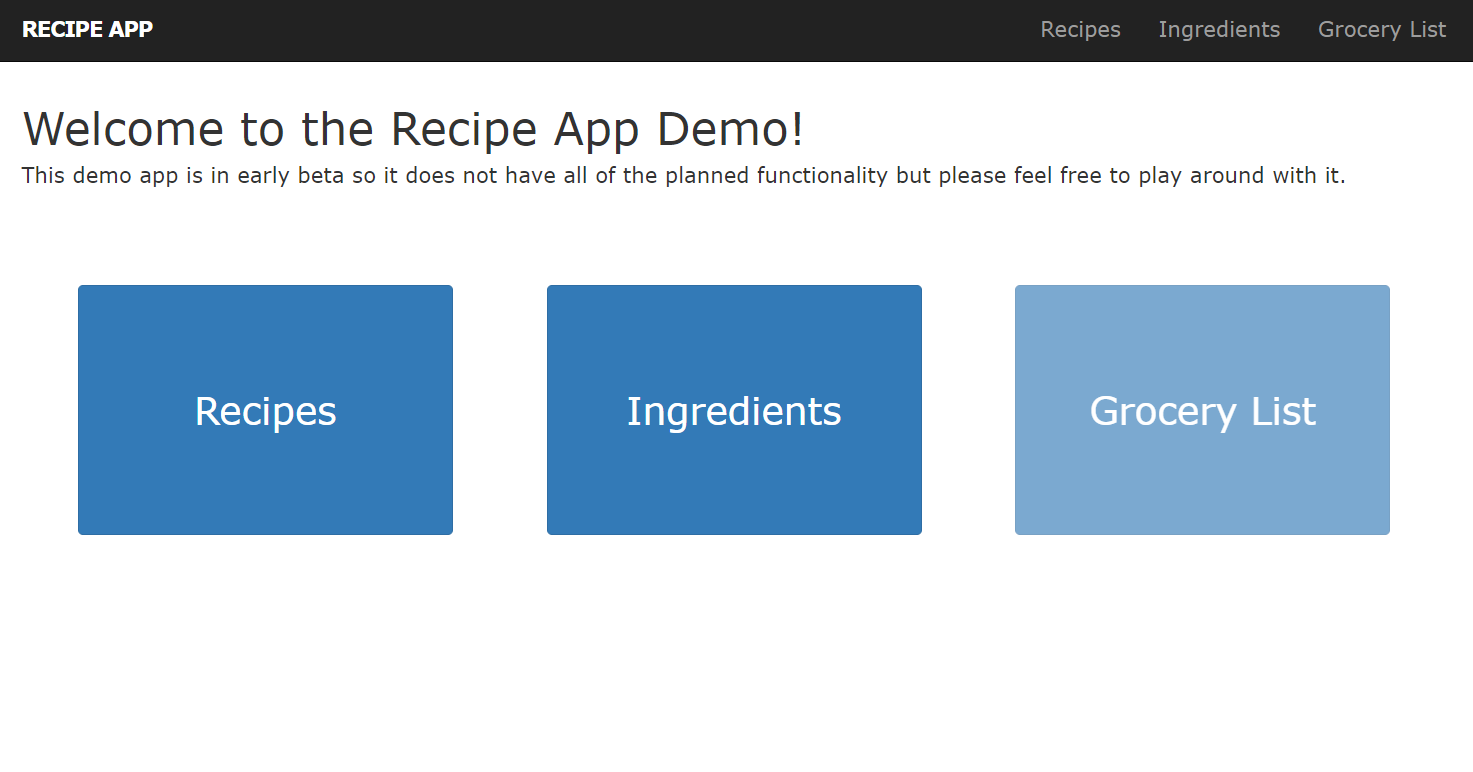 RECIPE APP Recipes Ingredients Grocery List
Welcome to the Recipe App Demo!
This demo app is in early beta so it does not have all of the planned functionality but please feel free to play around with it.
Recipes Ingredients Grocery List